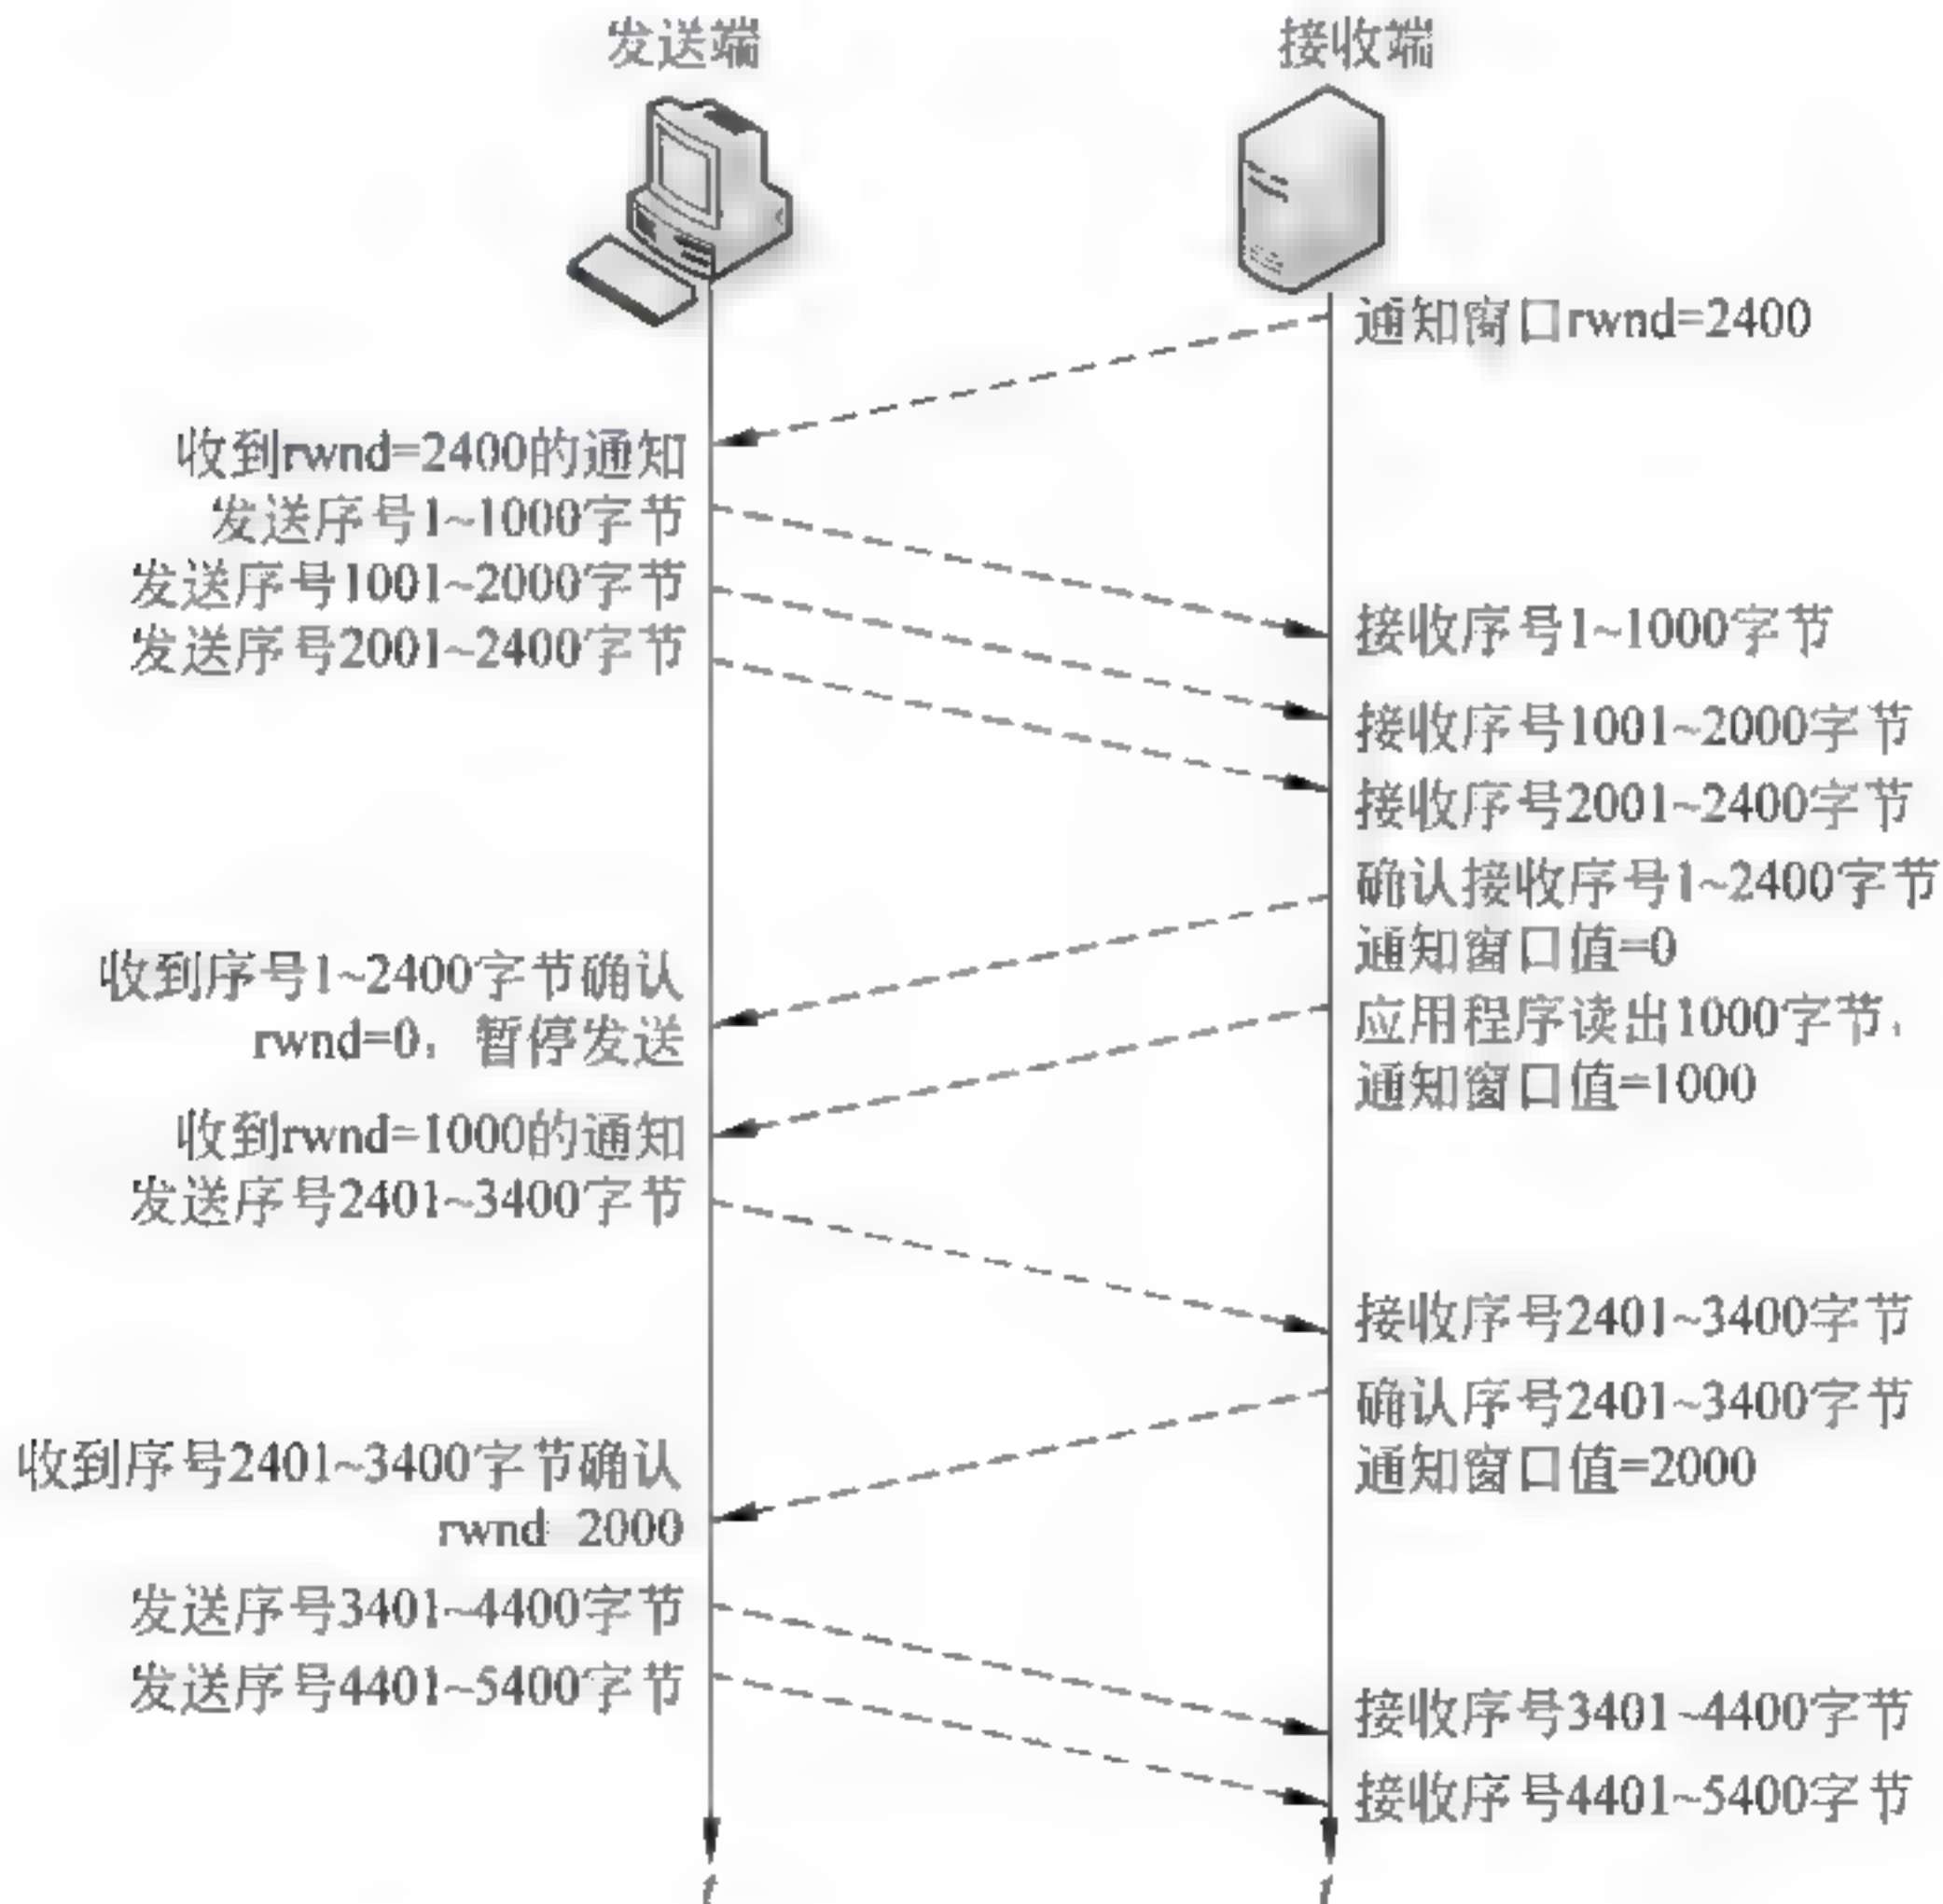 发送端
接收端
通知窗口rwnd=2400
收到rwnd=2400的通知
发送序号1~1000字节
发送序号1001~2000字节
发送序号2001~2400字节
接收序号1~1000字节
接收序号1001~2000字节
接收序号2001~2400字节
确认接收序号1~2400字节
通知窗口值=0
收到序号1~2400字节确认
rwnd=0，暂停发送
应用程序读出1000字节，
通知窗口值=1000
收到rwnd=1000的通知
发送序号2401~3400字节
接收序号2401~3400字节
确认序号2401~3400字节
通知窗口值=2000
收到序号2401~3400字节确认
rwnd 2000
发送序号3401~4400字节
发送序号4401~5400字节
接收序号3401~4400字节
接收序号4401~5400字节
t
t